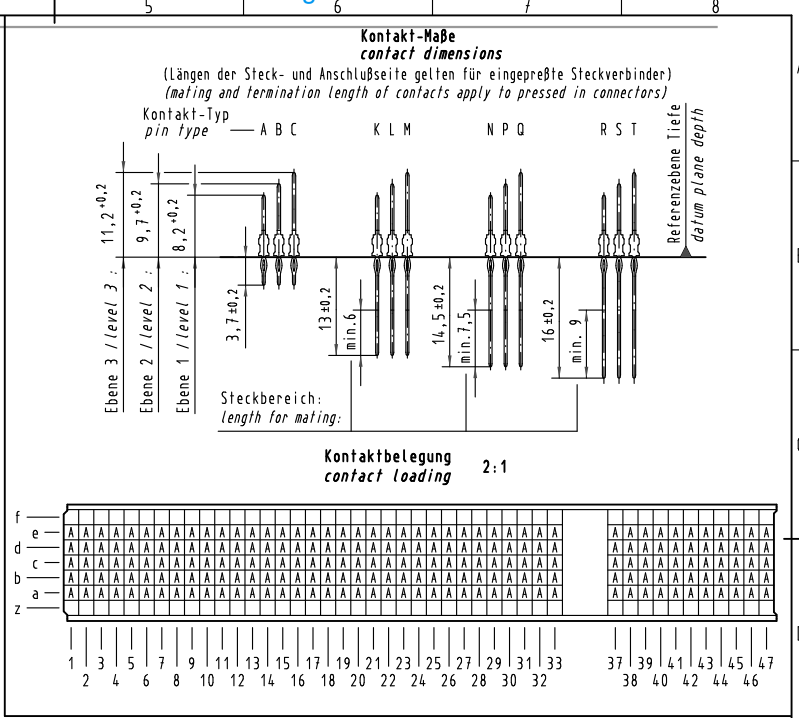 5 6 7 8
Kontakt-Maße
contact dimensions
(Längen der Steck- und Anschlußseite gelten für eingepreßte Steckverbinder)
(mating and termination length of contacts apply to pressed in connectors)
Kontakt-Typ
pin type
A B C
K L M
N P Q
R S T
Referenzebene Tiefe
datum plane depth
11,2 +0,2
9,7 +0,2
8,2 +0,2
Ebene 3 / level 3 :
Ebene 2 / level 2 :
Ebene 1 / level 1 :
3,7 ±0,2
13 ±0,2
min.6
14,5 ±0,2
min.7,5
16 ±0,2
min. 9
Steckbereich:
length for mating:
Kontaktbelegung
contact loading
2:1
f
e A A A A A A A A A A A A A A A A A A A A A A A A A A A A A A A A A A A A A A A A A A A A
d A A A A A A A A A A A A A A A A A A A A A A A A A A A A A A A A A A A A A A A A A A A A
c A A A A A A A A A A A A A A A A A A A A A A A A A A A A A A A A A A A A A A A A A A A A
b A A A A A A A A A A A A A A A A A A A A A A A A A A A A A A A A A A A A A A A A A A A A
a A A A A A A A A A A A A A A A A A A A A A A A A A A A A A A A A A A A A A A A A A A A A
z
1 3 5 7 9 11 13 15 17 19 21 23 25 27 29 31 33 37 39 41 43 45 47
2 4 6 8 10 12 14 16 18 20 22 24 26 28 30 32 38 40 42 44 46